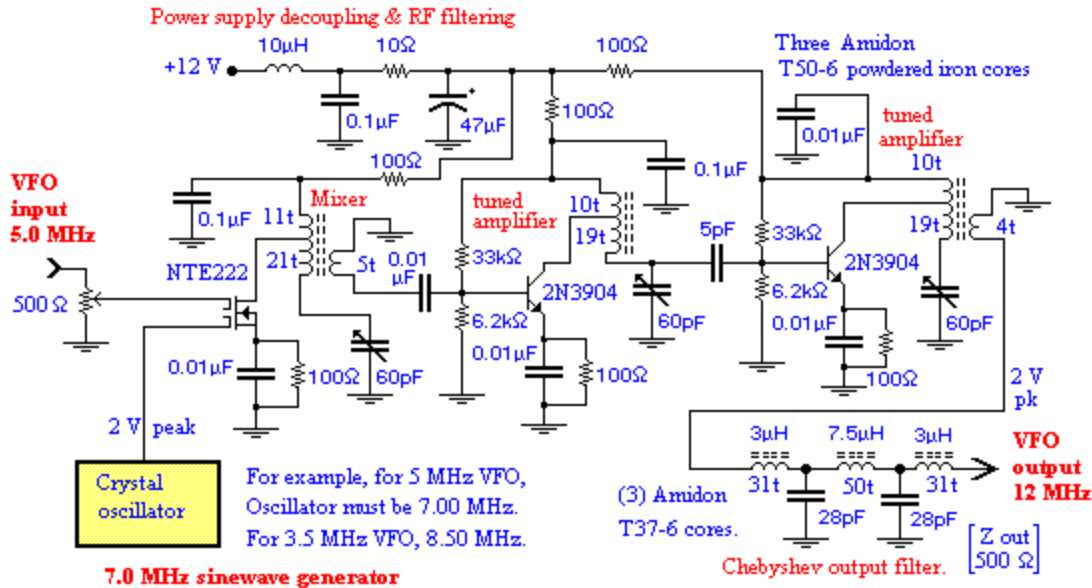 Power supply decoupling & RF filtering
10µH
10Ω
100Ω
Three Amidon
T50-6 powdered iron cores
+12 V
0.1µF
47µF
+
100Ω
0.01µF
tuned
amplifier
100Ω
0.1µF
10t
VFO
input
5.0 MHz
0.1µF
Mixer
11t
21t
5t
tuned
amplifier
10t
19t
5pF
19t
4t
NTE222
0.01
µF
33kΩ
33kΩ
2N3904
2N3904
500 Ω
6.2kΩ
60pF
6.2kΩ
60pF
0.01µF
0.01µF
0.01µF
100Ω
60pF
100Ω
100Ω
2 V
pk
2 V peak
3µH
7.5µH
3µH
VFO
output
12 MHz
Crystal
oscillator
For example, for 5 MHz VFO,
Oscillator must be 7.00 MHz.
For 3.5 MHz VFO, 8.50 MHz.
31t
50t
31t
(3) Amidon
T37-6 cores.
28pF
28pF
[Z out
500 Ω]
Chebyshev output filter.
7.0 MHz sinewave generator